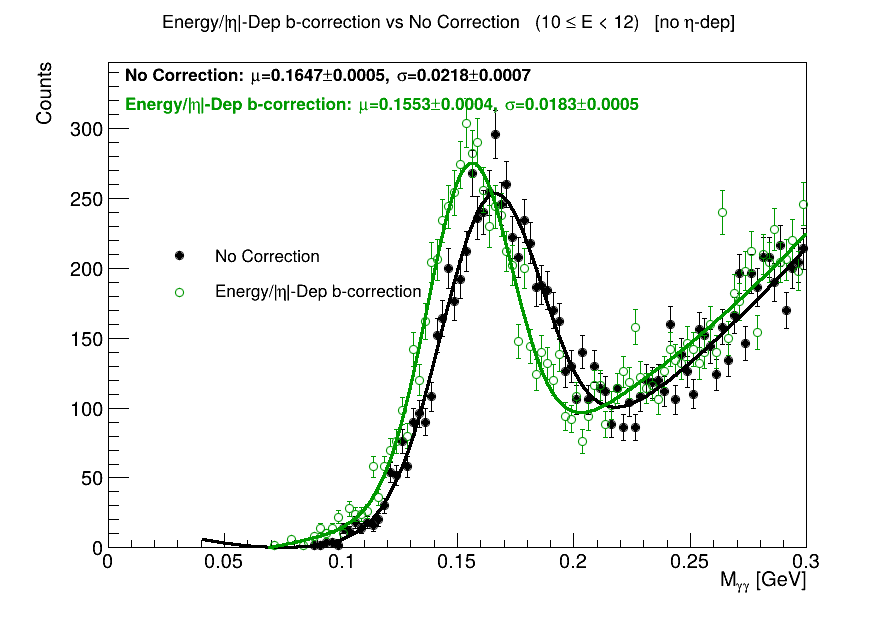 Energy/|η|-Dep b-correction vs No Correction (10 ≤ E < 12) [no η-dep]
Counts
No Correction: μ=0.1647±0.0005, σ=0.0218±0.0007
Energy/|η|-Dep b-correction: μ=0.1553±0.0004, σ=0.0183±0.0005
300
250
No Correction
200
Energy/|η|-Dep b-correction
150
100
50
0
0 0.05 0.1 0.15 0.2 0.25 0.3
Mγγ [GeV]